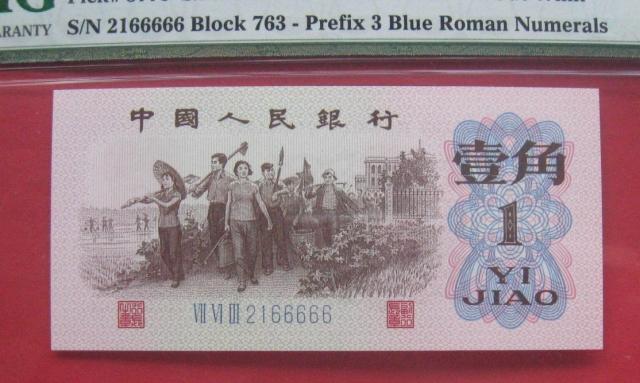 S/N 2166666 Block 763 - Prefix 3 Blue Roman Numerals
中國人民銀行
壹角
1
YI
JIAO
VII VI III 2166666